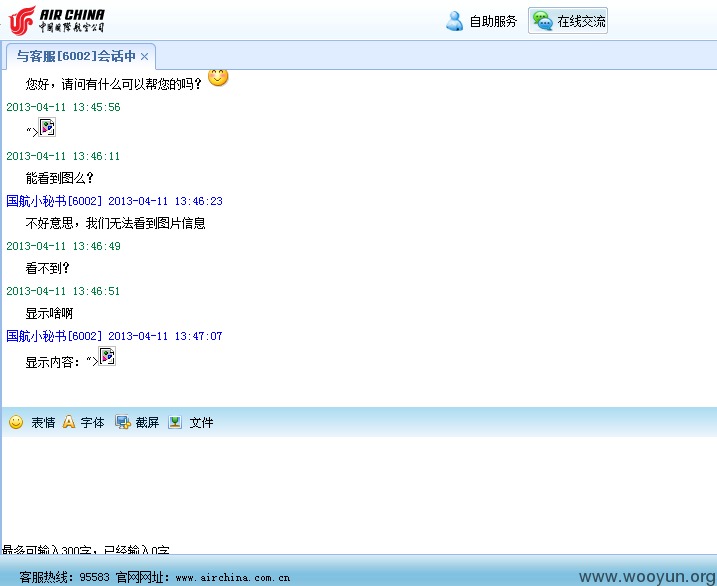 AIR CHINA
中国国际航空公司
自助服务 在线交流
与客服[6002]会话中 ×
您好，请问有什么可以帮您的吗？
2013-04-11 13:45:56
“>
2013-04-11 13:46:11
能看到图么？
国航小秘书[6002] 2013-04-11 13:46:23
不好意思，我们无法看到图片信息
2013-04-11 13:46:49
看不到？
2013-04-11 13:46:51
显示啥啊
国航小秘书[6002] 2013-04-11 13:47:07
显示内容：“>
表情 字体 截屏 文件
最多可输入300字，已经输入0字
客服热线：95583 官网网址：www.airchina.com.cn
www.wooyun.org